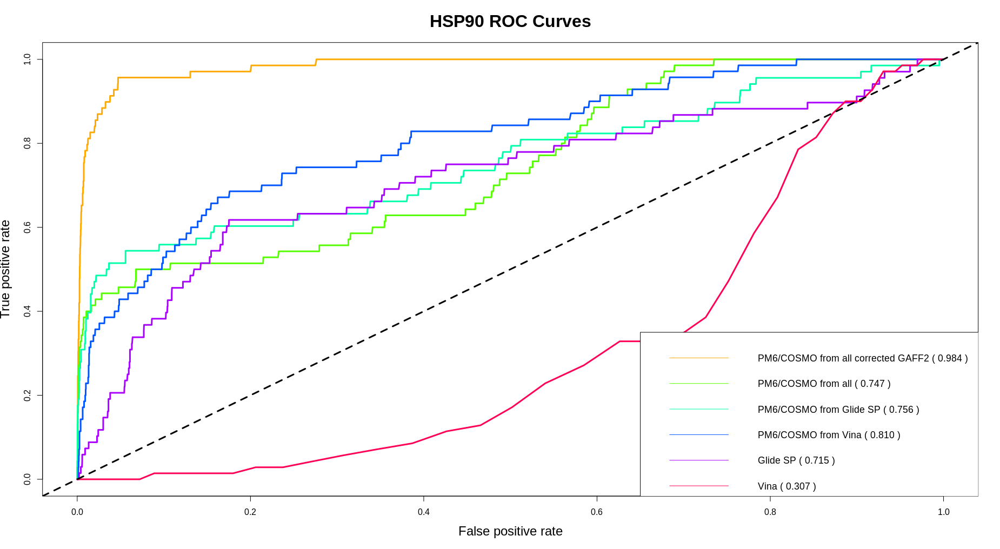 HSP90 ROC Curves
True positive rate
1.0
0.8
0.6
0.4
0.2
0.0
PM6/COSMO from all corrected GAFF2 ( 0.984 )
PM6/COSMO from all ( 0.747 )
PM6/COSMO from Glide SP ( 0.756 )
PM6/COSMO from Vina ( 0.810 )
Glide SP ( 0.715 )
Vina ( 0.307 )
0.0 0.2 0.4 0.6 0.8 1.0
False positive rate